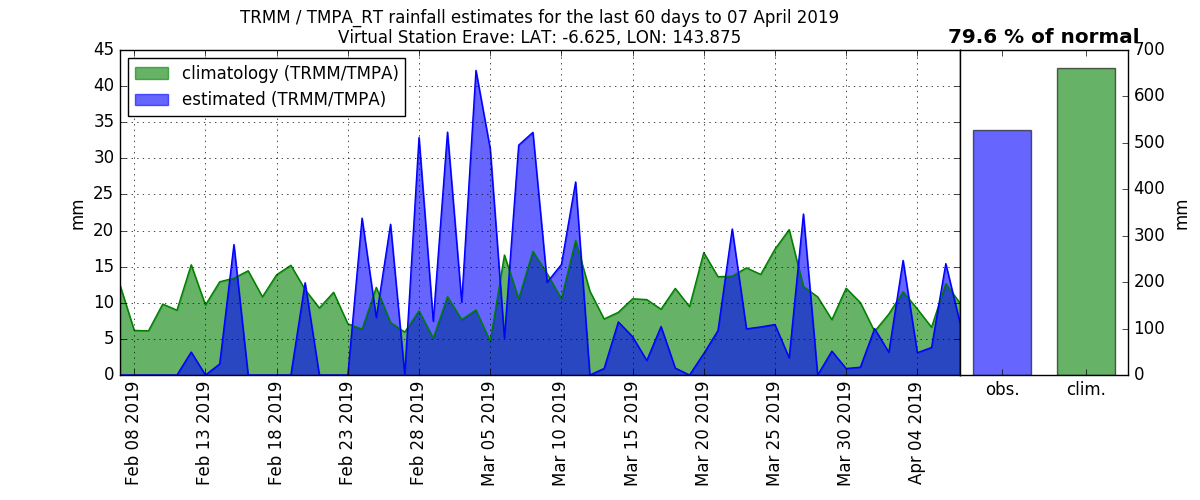 TRMM / TMPA_RT rainfall estimates for the last 60 days to 07 April 2019
Virtual Station Erave: LAT: -6.625, LON: 143.875
79.6 % of normal
climatology (TRMM/TMPA)
estimated (TRMM/TMPA)
45
40
35
30
25
20
15
10
5
0
mm
Feb 08 2019
Feb 13 2019
Feb 18 2019
Feb 23 2019
Feb 28 2019
Mar 05 2019
Mar 10 2019
Mar 15 2019
Mar 20 2019
Mar 25 2019
Mar 30 2019
Apr 04 2019
obs.
clim.
700
600
500
400
300
200
100
0
mm